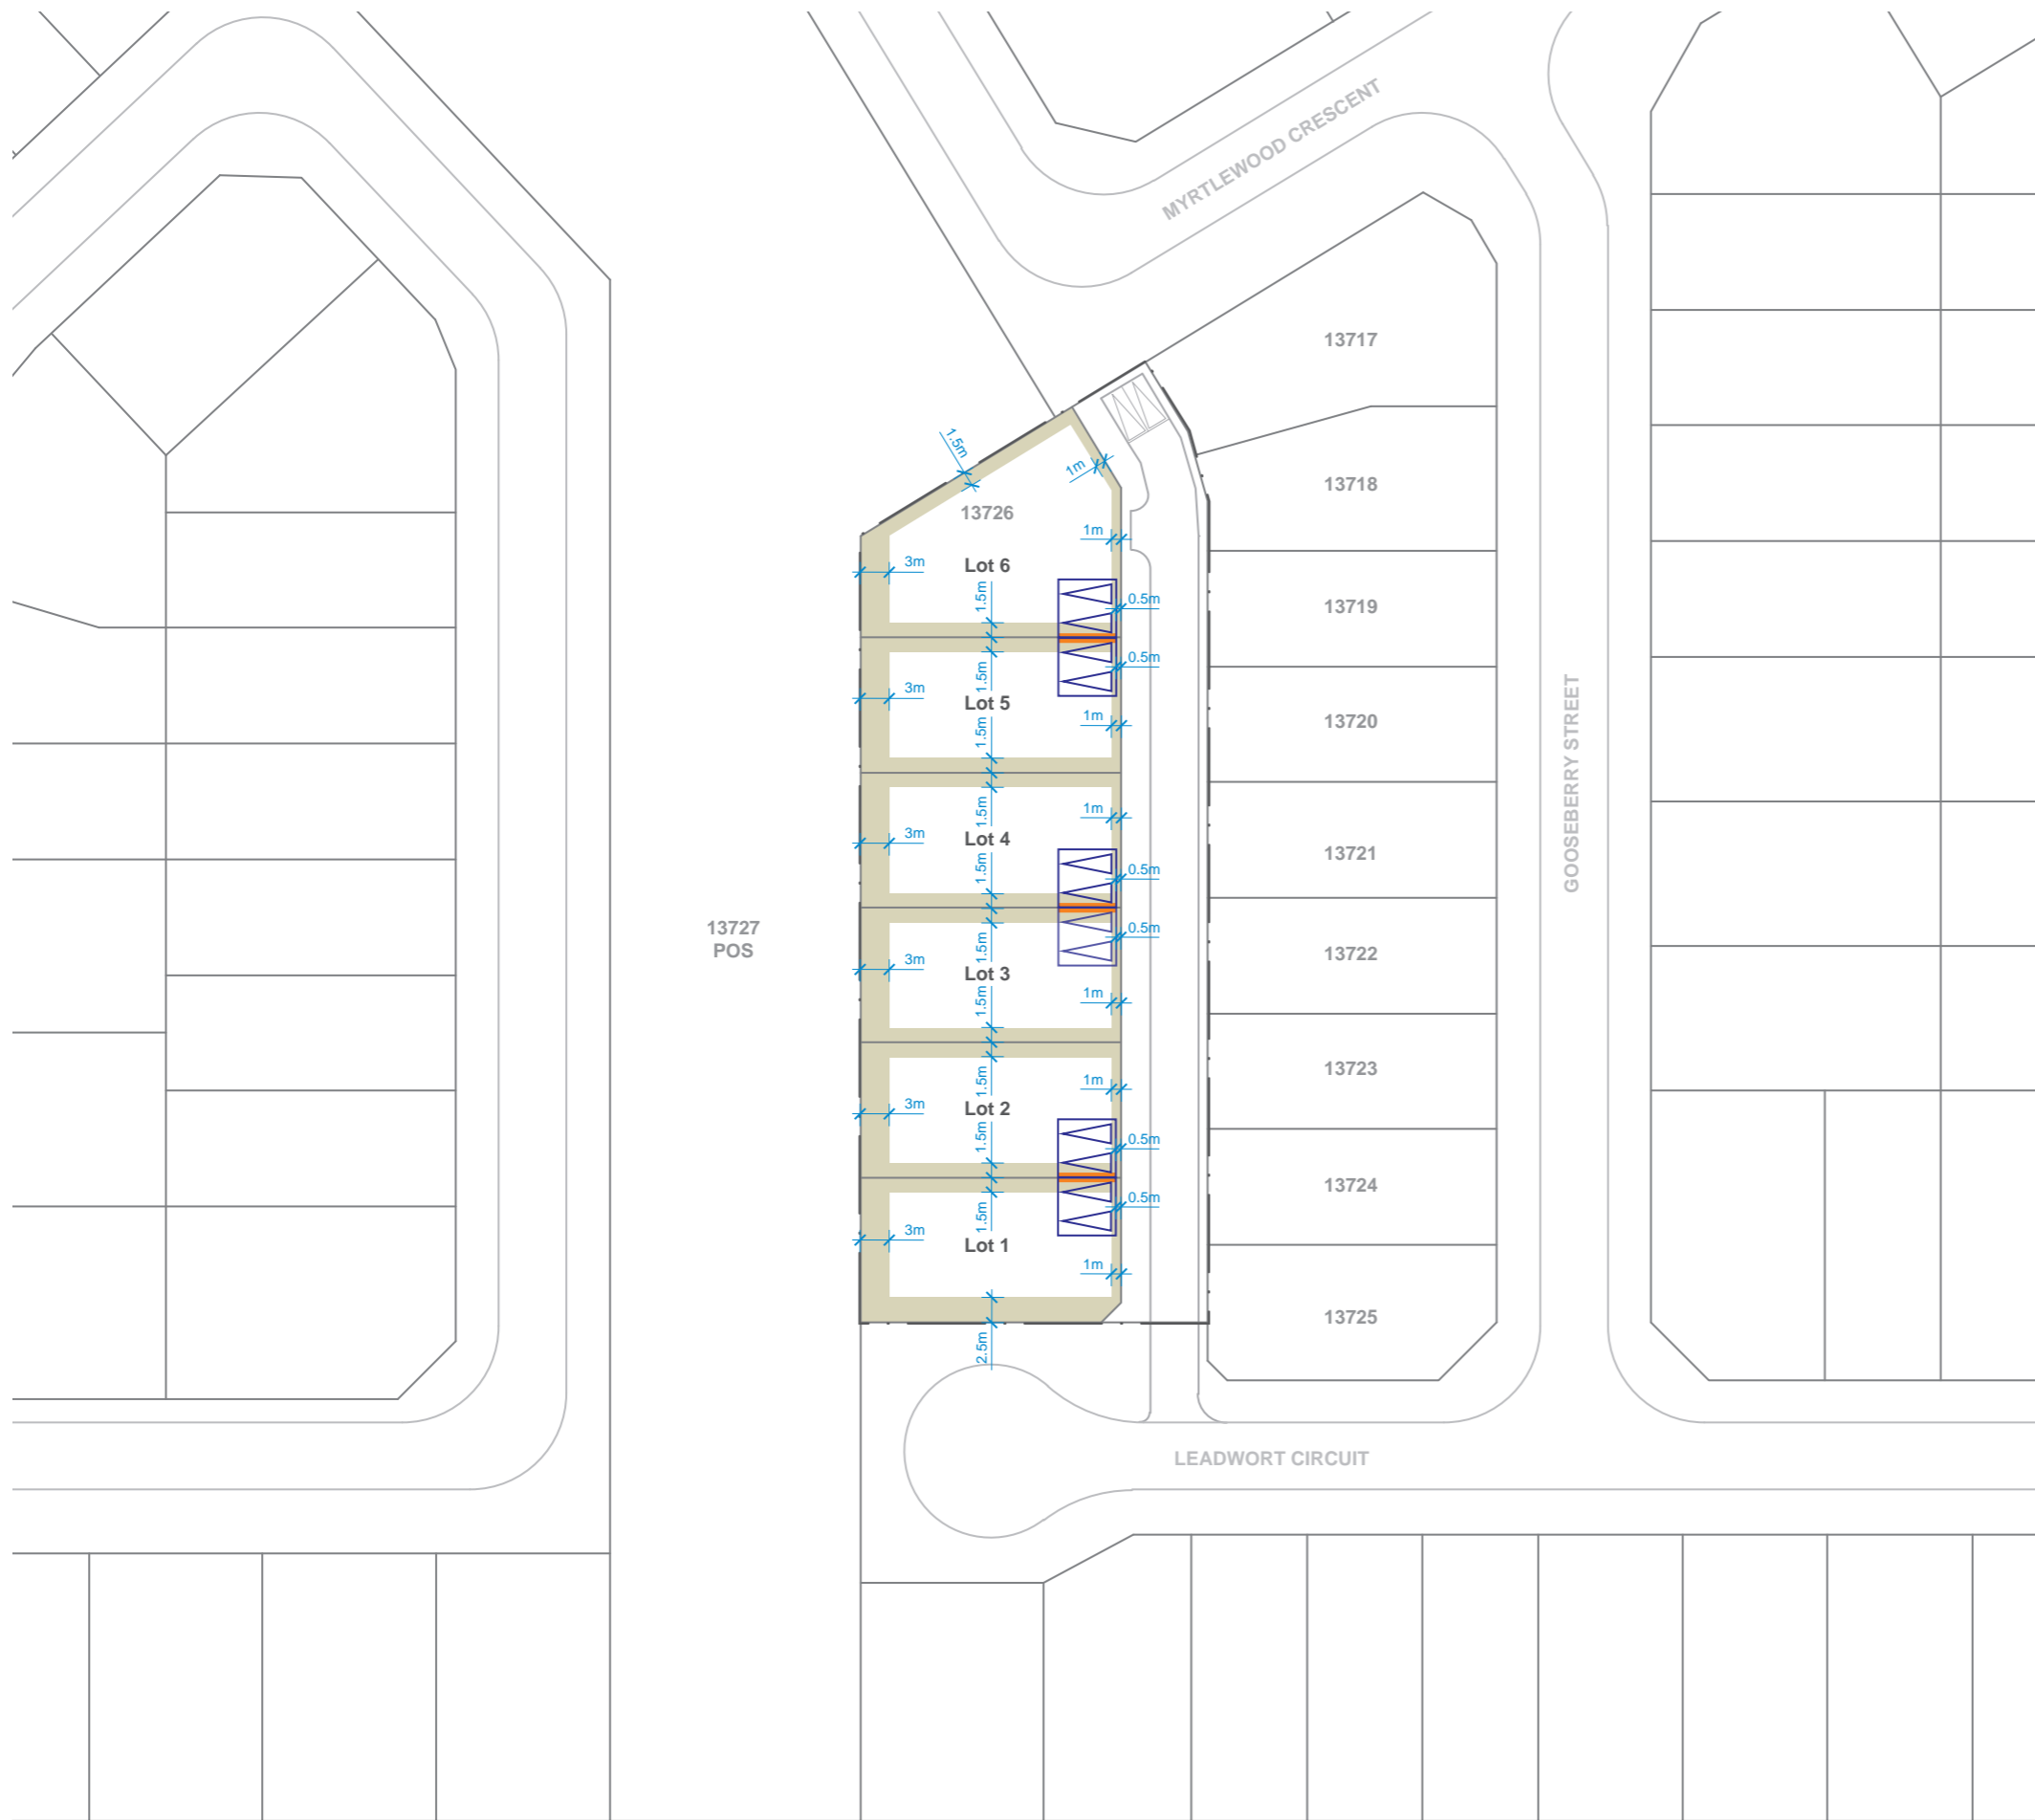 MYRTLEWOOD CRESCENT
13717
1.5m
1m
13718
13726
1m
3m
Lot 6
1.5m
0.5m
13719
0.5m
1.5m
3m
Lot 5
1m
13720
1.5m
GOOSEBERRY STREET
1.5m
1m
3m
Lot 4
13721
1.5m
0.5m
13727
POS
0.5m
1.5m
13722
3m
Lot 3
1m
1.5m
1.5m
1m
13723
3m
Lot 2
1.5m
0.5m
13724
0.5m
1.5m
3m
Lot 1
1m
13725
2.5m
LEADWORT CIRCUIT